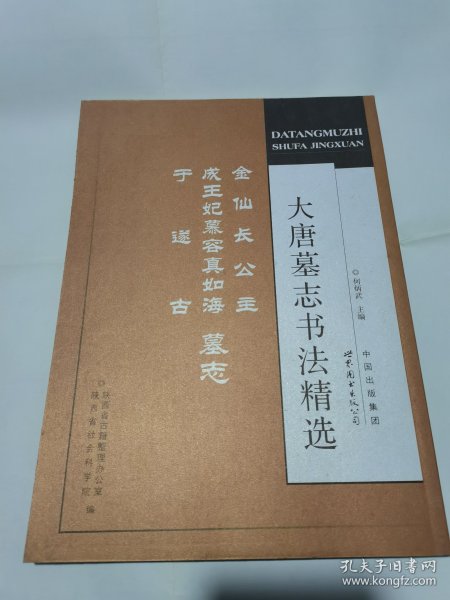 DATANGMUZHI
SHUFA JINGXUAN
大唐墓志书法精选
◎何炳武 主编
中国出版集团
世界图书出版公司
金仙长公主
成王妃慕容真如海 墓志
于遂古
◎陕西省古籍整理办公室
陕西省社会科学院 编
孔夫子旧书网
www.kongfz.com